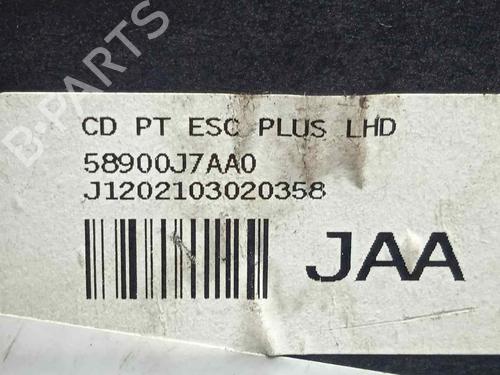 B-PARTS
CD PT ESC PLUS LHD
58900J7AA0
J1202103020358
JAA